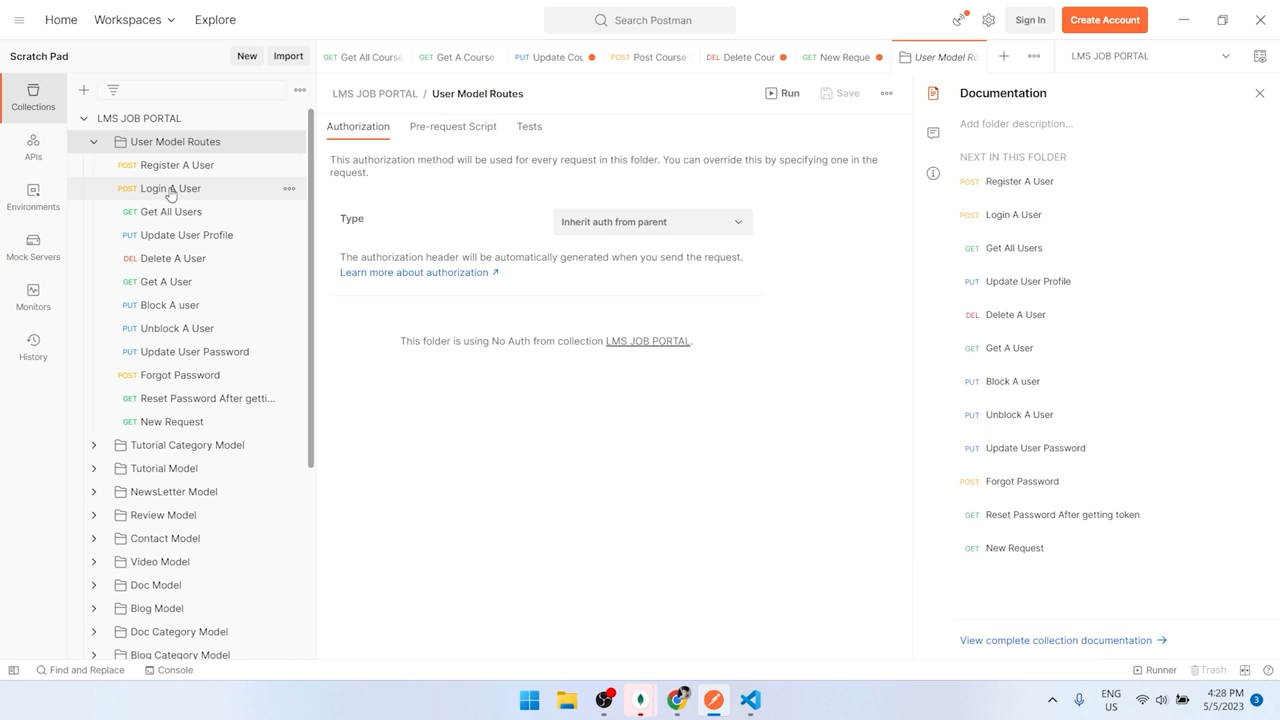 Home Workspaces Explore Search Postman Sign In Create Account
Scratch Pad New Import GET Get All Course GET Get A Course PUT Update Cou POST Post Course DEL Delete Cour GET New Reque User Model Ro LMS JOB PORTAL
Collections
APIs
Environments
Mock Servers
Monitors
History
LMS JOB PORTAL
User Model Routes
POST Register A User
POST Login A User
GET Get All Users
PUT Update User Profile
DEL Delete A User
GET Get A User
PUT Block A user
PUT Unblock A User
PUT Update User Password
POST Forgot Password
GET Reset Password After getti...
GET New Request
Tutorial Category Model
Tutorial Model
NewsLetter Model
Review Model
Contact Model
Video Model
Doc Model
Blog Model
Doc Category Model
Blog Category Model
LMS JOB PORTAL / User Model Routes Run Save
Authorization Pre-request Script Tests
This authorization method will be used for every request in this folder. You can override this by specifying one in the
request.
Type Inherit auth from parent
The authorization header will be automatically generated when you send the request.
Learn more about authorization ↗
This folder is using No Auth from collection LMS JOB PORTAL.
Documentation
Add folder description...
NEXT IN THIS FOLDER
POST Register A User
POST Login A User
GET Get All Users
PUT Update User Profile
DEL Delete A User
GET Get A User
PUT Block A user
PUT Unblock A User
PUT Update User Password
POST Forgot Password
GET Reset Password After getting token
GET New Request
View complete collection documentation →
Find and Replace Console Runner Trash
ENG
US
4:28 PM
5/5/2023
3